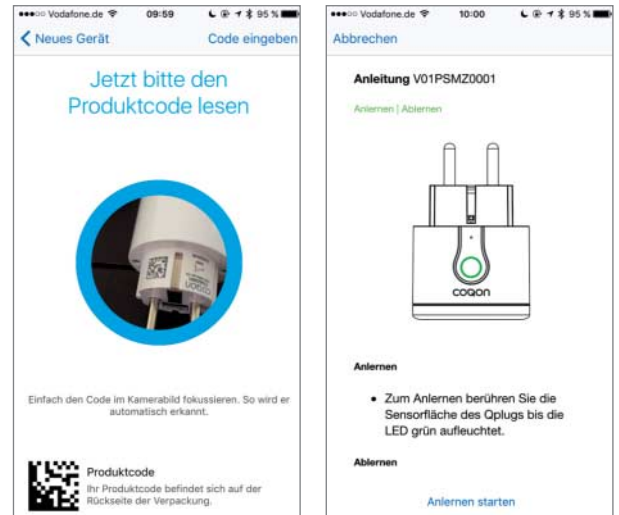 ●●●○○ Vodafone.de 09:59 95 %
Neues Gerät Code eingeben
Jetzt bitte den
Produktcode lesen
COQON
Einfach den Code im Kamerabild fokussieren. So wird er
automatisch erkannt.
Produktcode
Ihr Produktcode befindet sich auf der
Rückseite der Verpackung.
●●●○○ Vodafone.de 10:00 95 %
Abbrechen
Anleitung V01PSMZ0001
Anlernen | Ablernen
COQON
Anlernen
• Zum Anlernen berühren Sie die
Sensorfläche des Qplugs bis die
LED grün aufleuchtet.
Ablernen
Anlernen starten